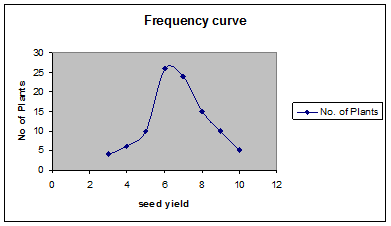 Frequency curve
30
25
20
15
10
5
0
No of Plants
0 2 4 6 8 10 12
seed yield
No. of Plants